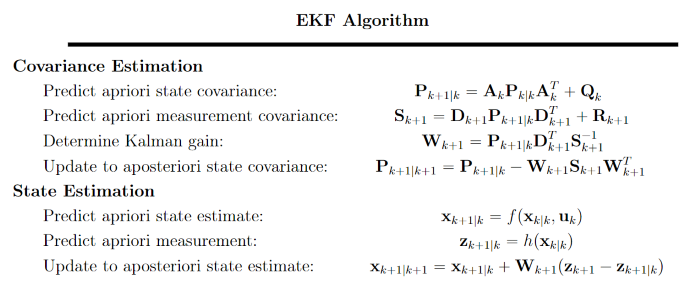 EKF Algorithm
Covariance Estimation
Predict apriori state covariance: $\mathbf{P}_{k+1|k} = \mathbf{A}_k \mathbf{P}_{k|k} \mathbf{A}_k^T + \mathbf{Q}_k$
Predict apriori measurement covariance: $\mathbf{S}_{k+1} = \mathbf{D}_{k+1} \mathbf{P}_{k+1|k} \mathbf{D}_{k+1}^T + \mathbf{R}_{k+1}$
Determine Kalman gain: $\mathbf{W}_{k+1} = \mathbf{P}_{k+1|k} \mathbf{D}_{k+1}^T \mathbf{S}_{k+1}^{-1}$
Update to aposteriori state covariance: $\mathbf{P}_{k+1|k+1} = \mathbf{P}_{k+1|k} - \mathbf{W}_{k+1} \mathbf{S}_{k+1} \mathbf{W}_{k+1}^T$
State Estimation
Predict apriori state estimate: $\mathbf{x}_{k+1|k} = f(\mathbf{x}_{k|k}, \mathbf{u}_k)$
Predict apriori measurement: $\mathbf{z}_{k+1|k} = h(\mathbf{x}_{k|k})$
Update to aposteriori state estimate: $\mathbf{x}_{k+1|k+1} = \mathbf{x}_{k+1|k} + \mathbf{W}_{k+1}(\mathbf{z}_{k+1} - \mathbf{z}_{k+1|k})$